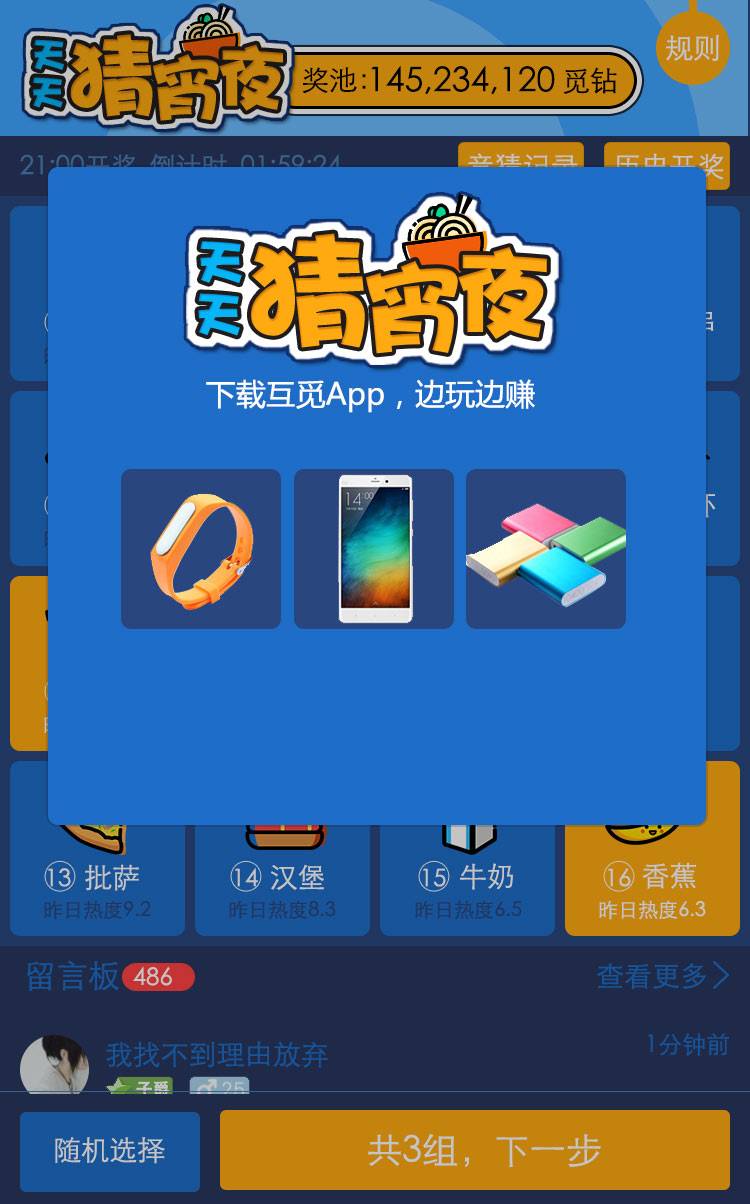 天天猜宵夜
奖池:145,234,120 觅钻
规则
21:00开奖 倒计时 01:59:24
竞猜记录
历史开奖
天天猜宵夜
下载互觅App，边玩边赚
14:00
13 批萨
昨日热度9.2
14 汉堡
昨日热度8.3
15 牛奶
昨日热度6.5
16 香蕉
昨日热度6.3
留言板 486
查看更多
我找不到理由放弃
1分钟前
子爵
25
随机选择
共3组，下一步